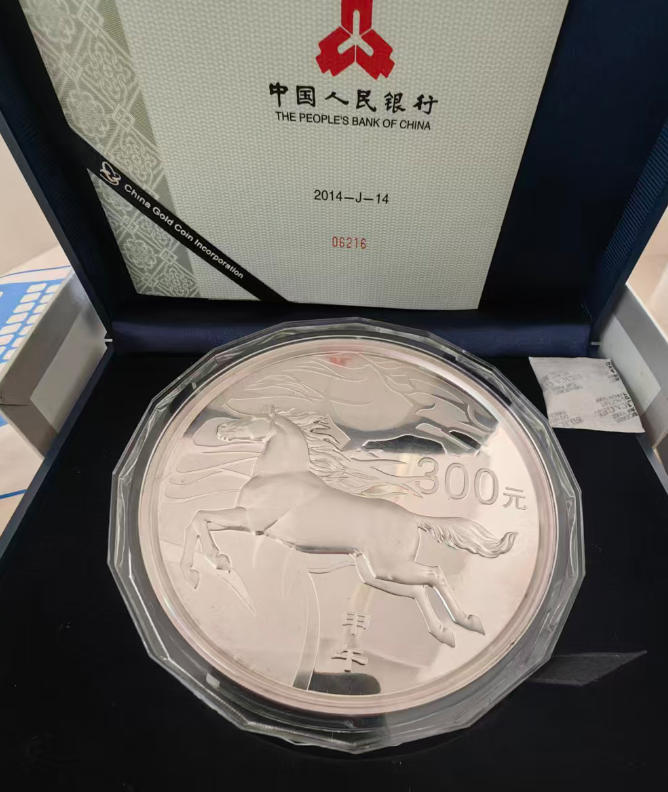 中国人民银行
THE PEOPLE'S BANK OF CHINA
2014-J-14
06216
China Gold Coin Incorporation
300元
甲
午